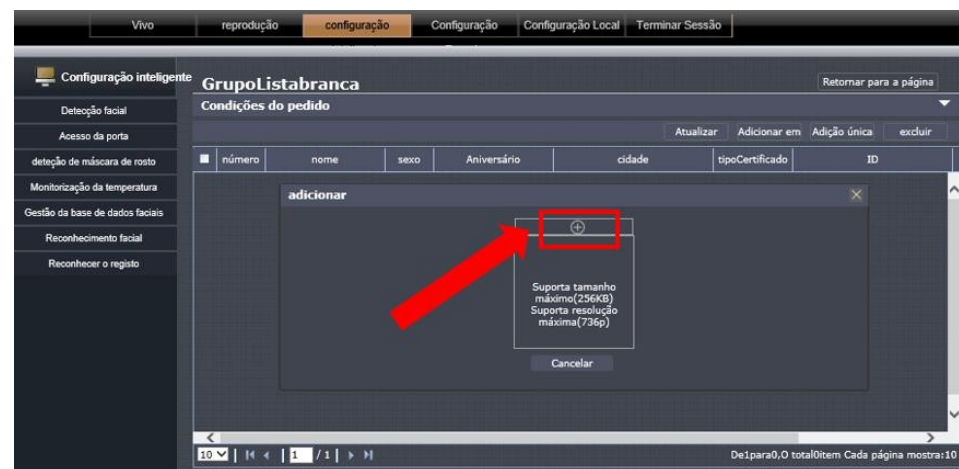 Vivo reprodução configuração Configuração Configuração Local Terminar Sessão
Configuração inteligente
Detecção facial
Acesso da porta
deteção de máscara de rosto
Monitorização da temperatura
Gestão da base de dados faciais
Reconhecimento facial
Reconhecer o registo
GrupoListabranca Retornar para a página
Condições do pedido
Atualizar Adicionar em Adição única excluir
número nome sexo Aniversário cidade tipoCertificado ID
adicionar
Suporta tamanho
máximo(256KB)
Suporta resolução
máxima(736p)
Cancelar
10 1 / 1 De1para0,O total0item Cada página mostra:10